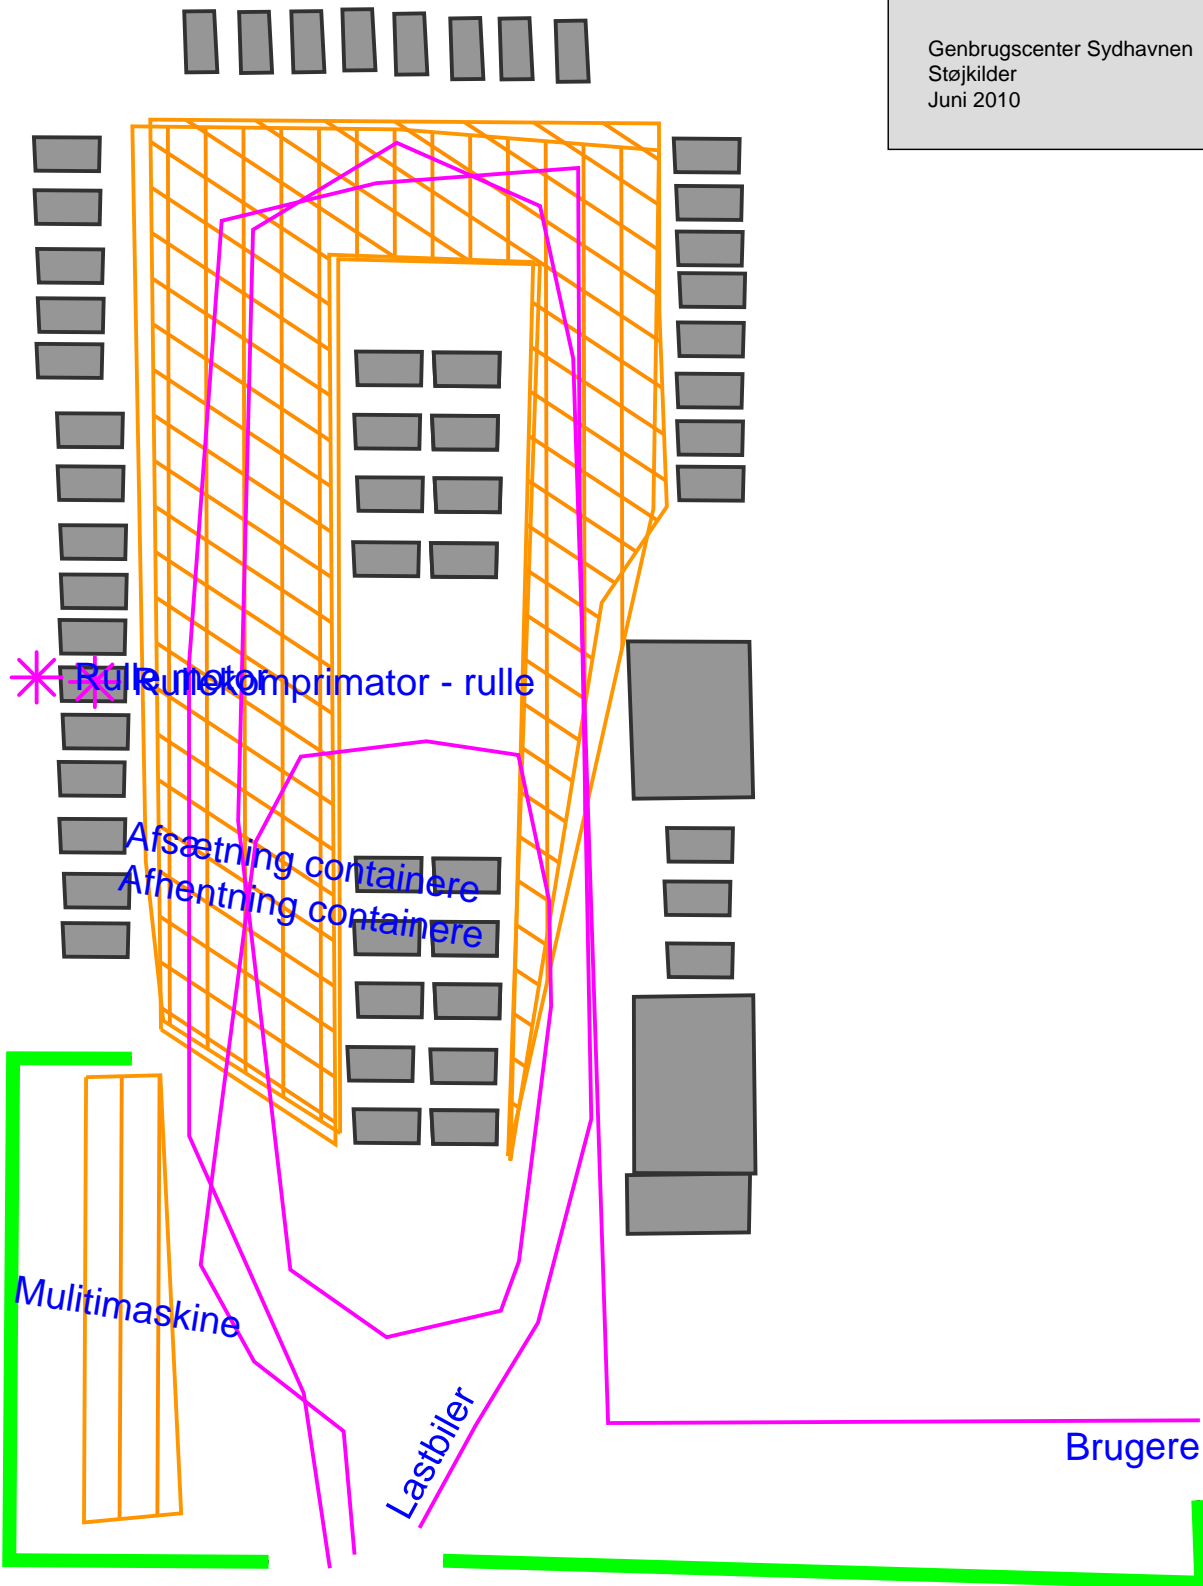 Genbrugscenter Sydhavnen
Støjkilder
Juni 2010
Rulle motor
Rullekomprimator - rulle
Afsætning containere
Afhentning containere
Mulitimaskine
Lastbiler
Brugere